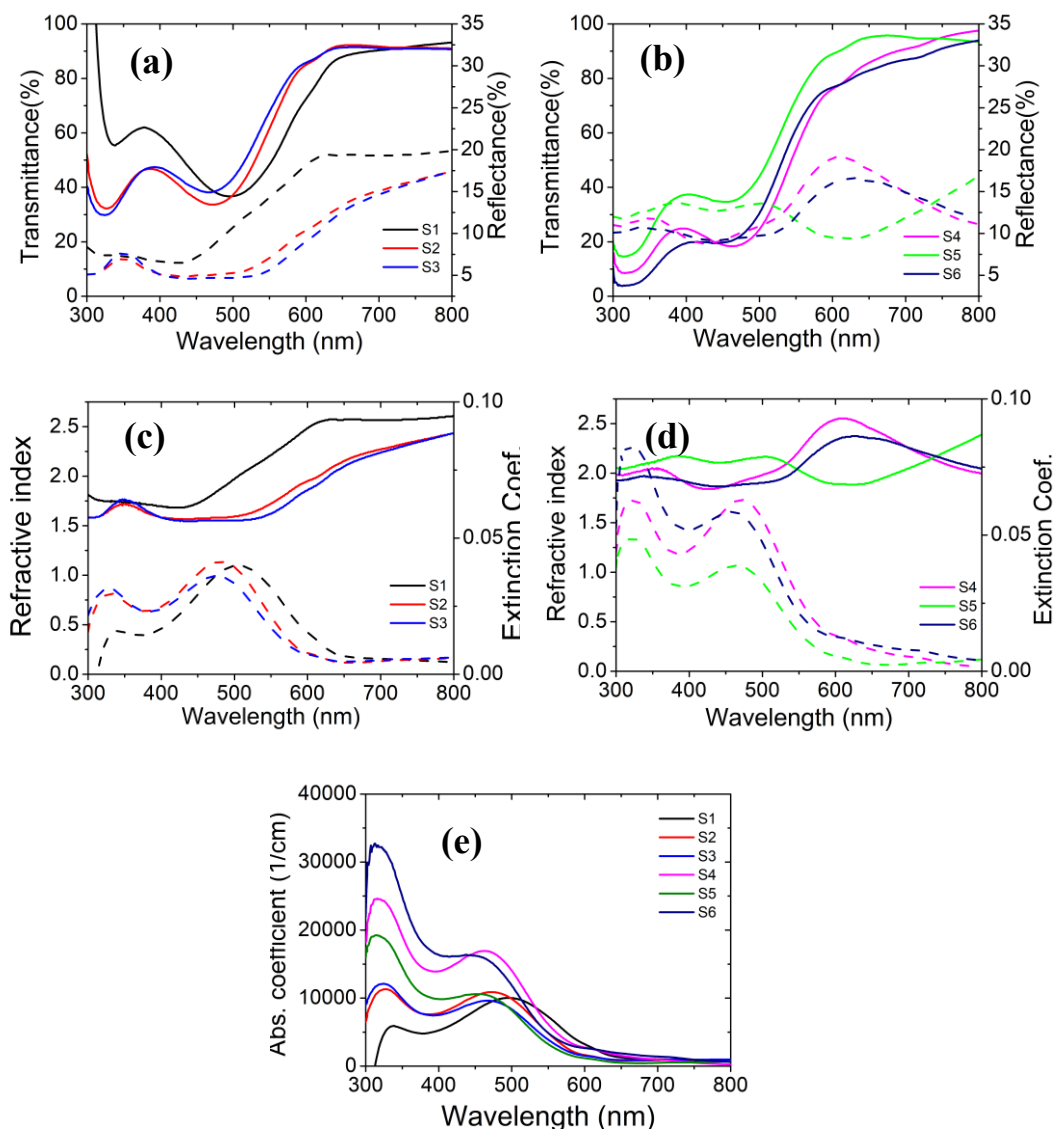 (a)
Transmittance(%)
100
80
60
40
20
0
35
30
25
20
15
10
5
Reflectance(%)
S1
S2
S3
300 400 500 600 700 800
Wavelength (nm)
(b)
Transmittance(%)
100
80
60
40
20
0
35
30
25
20
15
10
5
Reflectance(%)
S4
S5
S6
300 400 500 600 700 800
Wavelength (nm)
(c)
Refractive index
2.5
2.0
1.5
1.0
0.5
0.0
0.10
0.05
0.00
Extinction Coef.
S1
S2
S3
300 400 500 600 700 800
Wavelength (nm)
(d)
Refractive index
2.5
2.0
1.5
1.0
0.5
0.0
0.10
0.05
0.00
Extinction Coef.
S4
S5
S6
300 400 500 600 700 800
Wavelength (nm)
(e)
Abs. coefficient (1/cm)
40000
30000
20000
10000
0
S1
S2
S3
S4
S5
S6
300 400 500 600 700 800
Wavelength (nm)